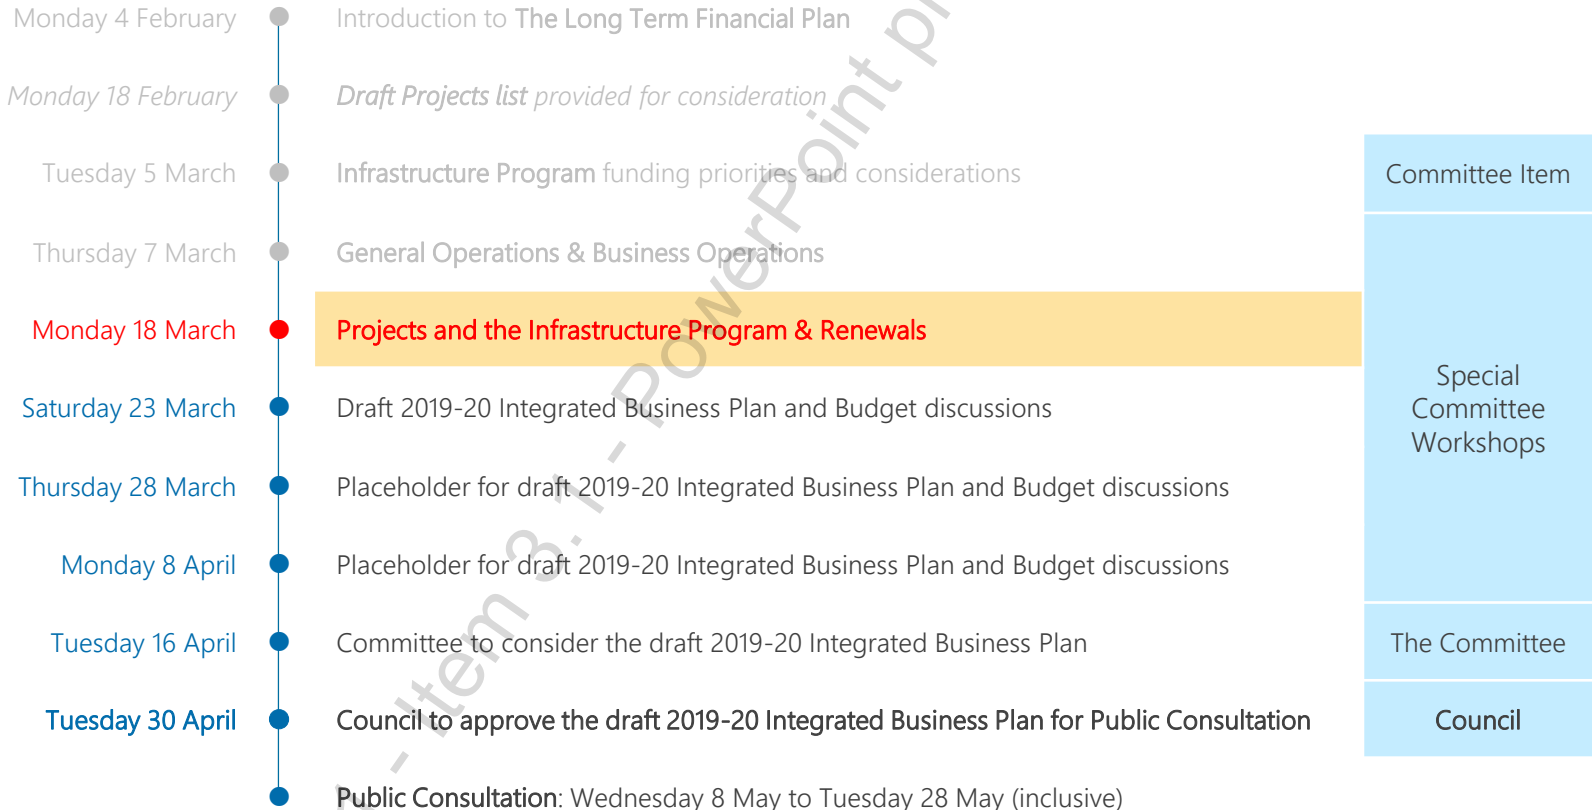 Monday 4 February Introduction to The Long Term Financial Plan
Monday 18 February Draft Projects list provided for consideration
Tuesday 5 March Infrastructure Program funding priorities and considerations Committee Item
Thursday 7 March General Operations & Business Operations
Monday 18 March Projects and the Infrastructure Program & Renewals
Saturday 23 March Draft 2019-20 Integrated Business Plan and Budget discussions
Special
Committee
Workshops
Thursday 28 March Placeholder for draft 2019-20 Integrated Business Plan and Budget discussions
Monday 8 April Placeholder for draft 2019-20 Integrated Business Plan and Budget discussions
Tuesday 16 April Committee to consider the draft 2019-20 Integrated Business Plan The Committee
Tuesday 30 April Council to approve the draft 2019-20 Integrated Business Plan for Public Consultation Council
Public Consultation: Wednesday 8 May to Tuesday 28 May (inclusive)
- Item 3.1 - PowerPoint